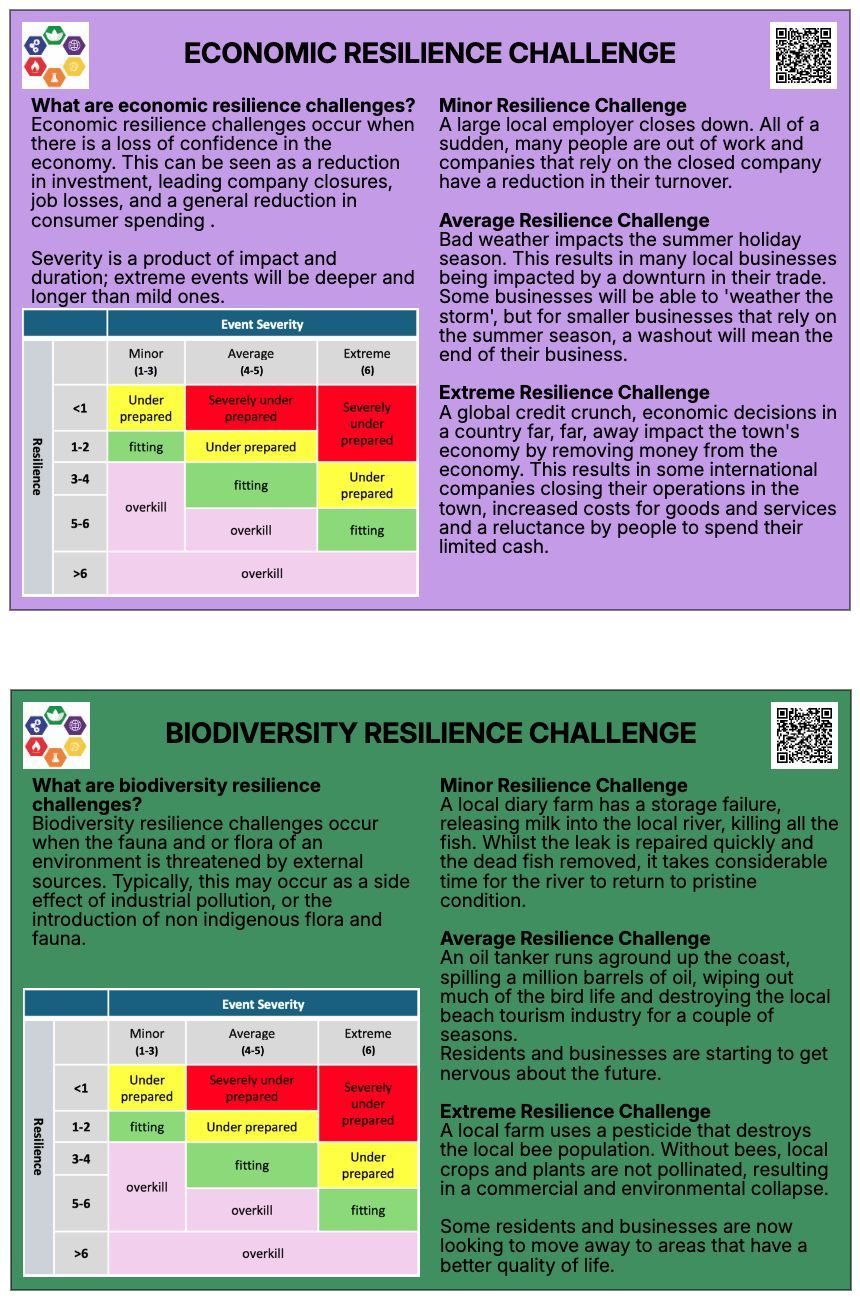 ECONOMIC RESILIENCE CHALLENGE
What are economic resilience challenges?
Economic resilience challenges occur when
there is a loss of confidence in the
economy. This can be seen as a reduction
in investment, leading company closures,
job losses, and a general reduction in
consumer spending .
Severity is a product of impact and
duration; extreme events will be deeper and
longer than mild ones.
Event Severity
Minor
(1-3)
Average
(4-5)
Extreme
(6)
Resilience
<1
Under
prepared
Severely under
prepared
Severely
under
prepared
1-2
fitting
Under prepared
3-4
overkill
fitting
Under
prepared
5-6
overkill
fitting
>6
overkill
Minor Resilience Challenge
A large local employer closes down. All of a
sudden, many people are out of work and
companies that rely on the closed company
have a reduction in their turnover.
Average Resilience Challenge
Bad weather impacts the summer holiday
season. This results in many local businesses
being impacted by a downturn in their trade.
Some businesses will be able to 'weather the
storm', but for smaller businesses that rely on
the summer season, a washout will mean the
end of their business.
Extreme Resilience Challenge
A global credit crunch, economic decisions in
a country far, far, away impact the town's
economy by removing money from the
economy. This results in some international
companies closing their operations in the
town, increased costs for goods and services
and a reluctance by people to spend their
limited cash.
BIODIVERSITY RESILIENCE CHALLENGE
What are biodiversity resilience
challenges?
Biodiversity resilience challenges occur
when the fauna and or flora of an
environment is threatened by external
sources. Typically, this may occur as a side
effect of industrial pollution, or the
introduction of non indigenous flora and
fauna.
Event Severity
Minor
(1-3)
Average
(4-5)
Extreme
(6)
Resilience
<1
Under
prepared
Severely under
prepared
Severely
under
prepared
1-2
fitting
Under prepared
3-4
overkill
fitting
Under
prepared
5-6
overkill
fitting
>6
overkill
Minor Resilience Challenge
A local diary farm has a storage failure,
releasing milk into the local river, killing all the
fish. Whilst the leak is repaired quickly and
the dead fish removed, it takes considerable
time for the river to return to pristine
condition.
Average Resilience Challenge
An oil tanker runs aground up the coast,
spilling a million barrels of oil, wiping out
much of the bird life and destroying the local
beach tourism industry for a couple of
seasons.
Residents and businesses are starting to get
nervous about the future.
Extreme Resilience Challenge
A local farm uses a pesticide that destroys
the local bee population. Without bees, local
crops and plants are not pollinated, resulting
in a commercial and environmental collapse.
Some residents and businesses are now
looking to move away to areas that have a
better quality of life.